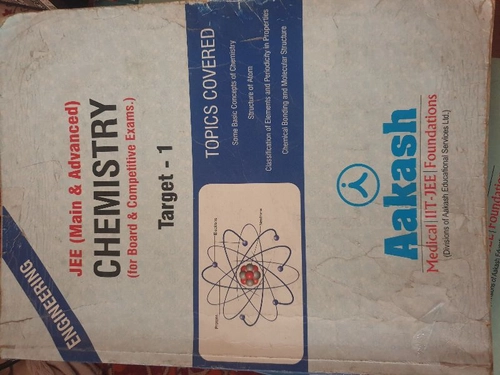 ENGINEERING
JEE (Main & Advanced)
CHEMISTRY
(for Board & Competitive Exams.)
Target - 1
TOPICS COVERED
Some Basic Concepts of Chemistry
Structure of Atom
Classification of Elements and Periodicity in Properties
Chemical Bonding and Molecular Structure
Aakash
Medical|IIT-JEE|Foundations
(Divisions of Aakash Educational Services Ltd.)